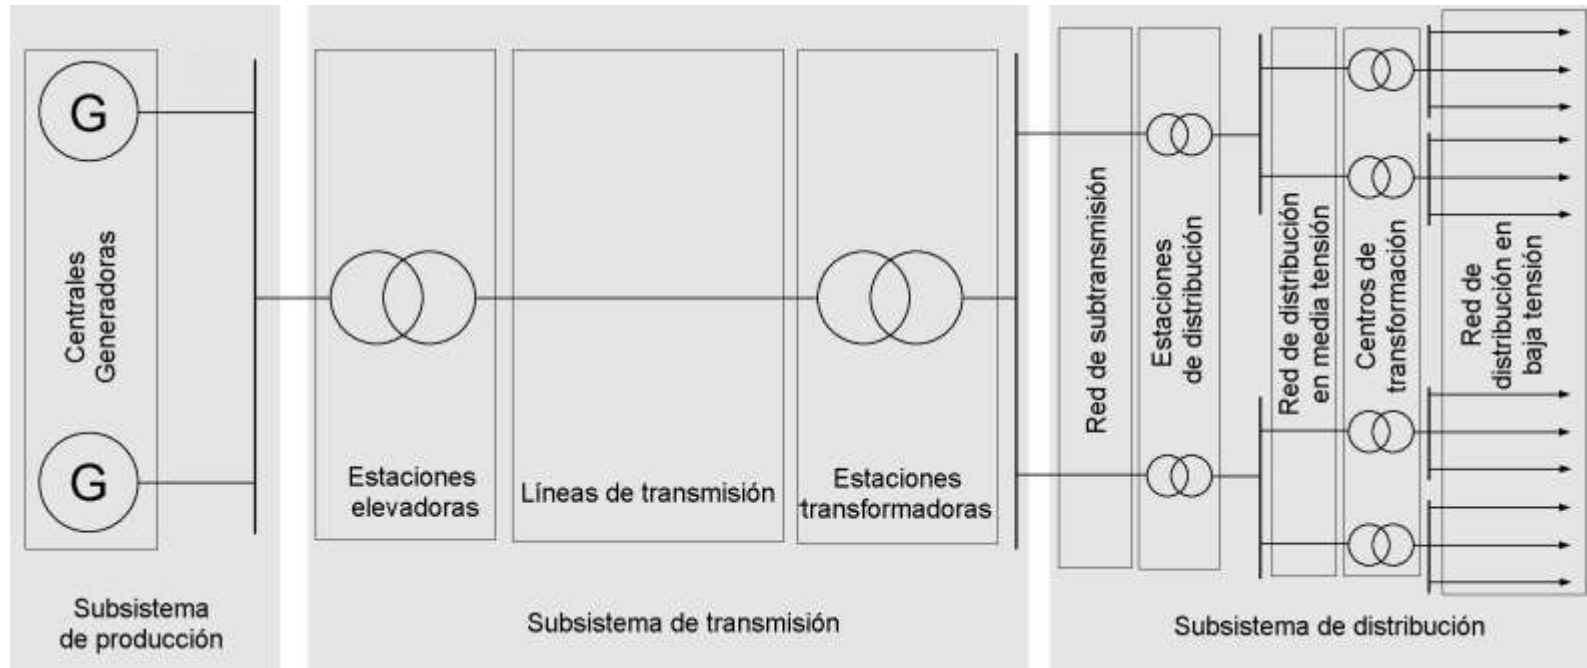 G
G
Centrales
Generadoras
Subsistema
de producción
Estaciones
elevadoras
Líneas de transmisión
Estaciones
transformadoras
Subsistema de transmisión
Red de subtransmisión
Estaciones
de distribución
Red de distribución
en media tensión
Centros de
transformación
Red de
distribución en
baja tensión
Subsistema de distribución